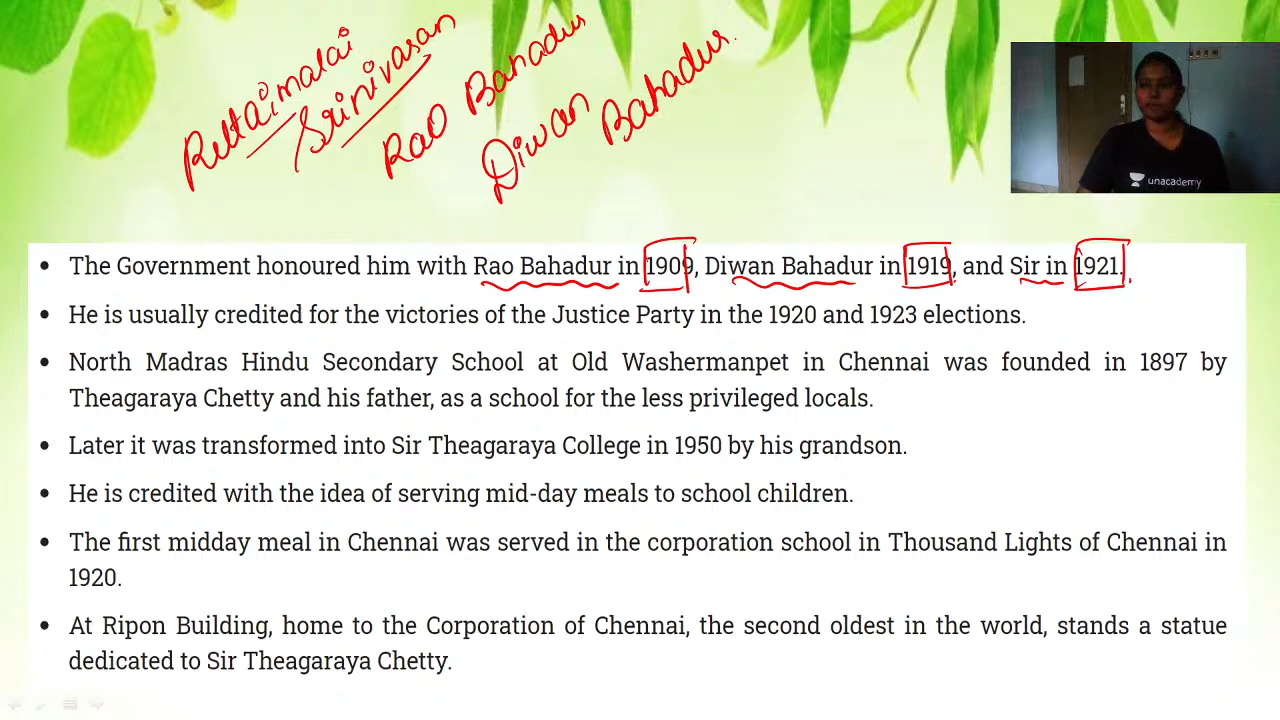 Rettaimalai
Srinivasan
Rao Bahadur
Diwan
Bahadur.
unacademy
• The Government honoured him with Rao Bahadur in 1909, Diwan Bahadur in 1919, and Sir in 1921.
• He is usually credited for the victories of the Justice Party in the 1920 and 1923 elections.
• North Madras Hindu Secondary School at Old Washermanpet in Chennai was founded in 1897 by
Theagaraya Chetty and his father, as a school for the less privileged locals.
• Later it was transformed into Sir Theagaraya College in 1950 by his grandson.
• He is credited with the idea of serving mid-day meals to school children.
• The first midday meal in Chennai was served in the corporation school in Thousand Lights of Chennai in
1920.
• At Ripon Building, home to the Corporation of Chennai, the second oldest in the world, stands a statue
dedicated to Sir Theagaraya Chetty.